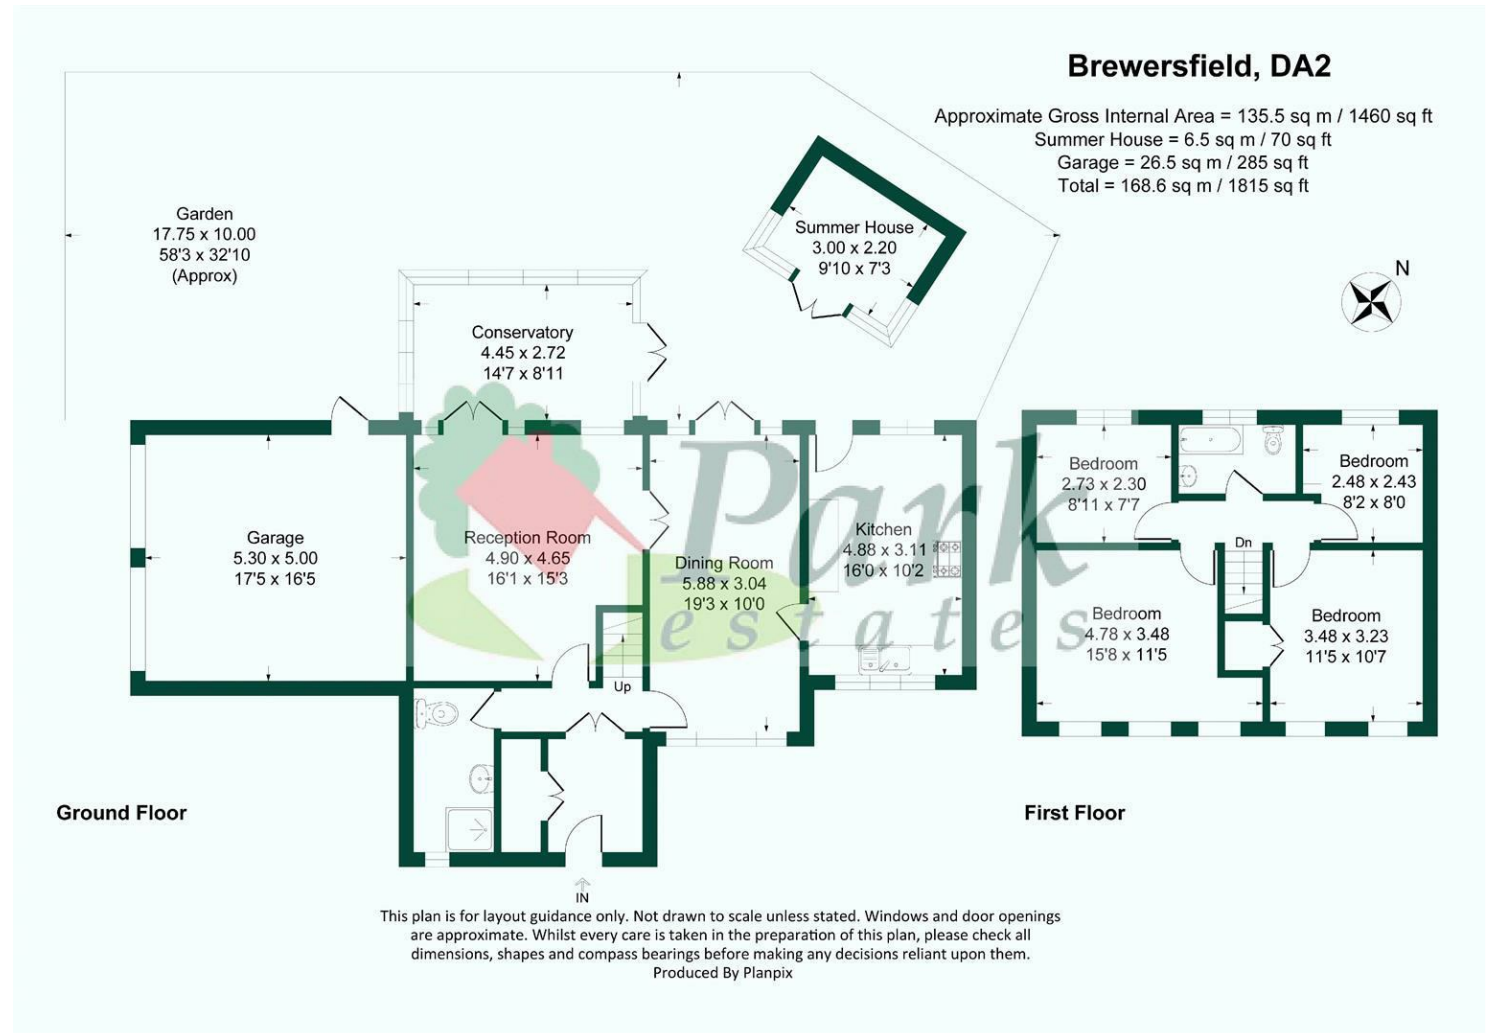 Brewersfield, DA2
Approximate Gross Internal Area = 135.5 sq m / 1460 sq ft
Summer House = 6.5 sq m / 70 sq ft
Garage = 26.5 sq m / 285 sq ft
Total = 168.6 sq m / 1815 sq ft
Garden
17.75 x 10.00
58'3 x 32'10
(Approx)
Summer House
3.00 x 2.20
9'10 x 7'3
N
Conservatory
4.45 x 2.72
14'7 x 8'11
Garage
5.30 x 5.00
17'5 x 16'5
Reception Room
4.90 x 4.65
16'1 x 15'3
Dining Room
5.88 x 3.04
19'3 x 10'0
Kitchen
4.88 x 3.11
16'0 x 10'2
Up
Bedroom
2.73 x 2.30
8'11 x 7'7
Bedroom
2.48 x 2.43
8'2 x 8'0
Dn
Bedroom
4.78 x 3.48
15'8 x 11'5
Bedroom
3.48 x 3.23
11'5 x 10'7
Park
estates
Ground Floor
First Floor
IN
This plan is for layout guidance only. Not drawn to scale unless stated. Windows and door openings
are approximate. Whilst every care is taken in the preparation of this plan, please check all
dimensions, shapes and compass bearings before making any decisions reliant upon them.
Produced By Planpix